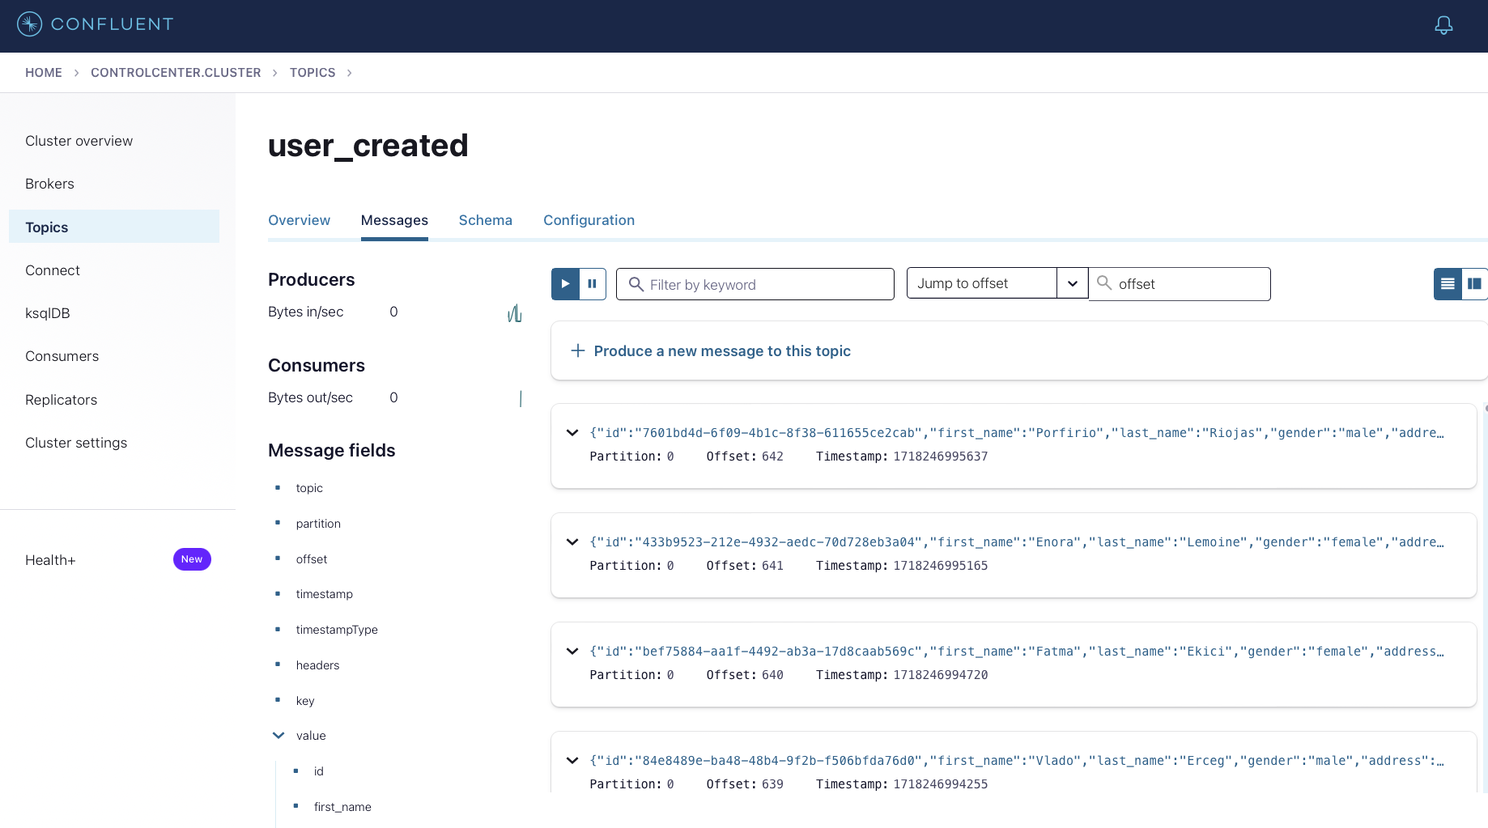 CONFLUENT
HOME > CONTROLCENTER.CLUSTER > TOPICS >
Cluster overview
Brokers
Topics
Connect
ksqlDB
Consumers
Replicators
Cluster settings
Health+ New
user_created
Overview Messages Schema Configuration
Producers
Bytes in/sec 0
Consumers
Bytes out/sec 0
Message fields
topic
partition
offset
timestamp
timestampType
headers
key
value
id
first_name
Filter by keyword Jump to offset offset
+ Produce a new message to this topic
{"id":"7601bd4d-6f09-4b1c-8f38-611655ce2cab","first_name":"Porfirio","last_name":"Riojas","gender":"male","addre…
Partition: 0 Offset: 642 Timestamp: 1718246995637
{"id":"433b9523-212e-4932-aedc-70d728eb3a04","first_name":"Enora","last_name":"Lemoine","gender":"female","addre…
Partition: 0 Offset: 641 Timestamp: 1718246995165
{"id":"bef75884-aa1f-4492-ab3a-17d8caab569c","first_name":"Fatma","last_name":"Ekici","gender":"female","address…
Partition: 0 Offset: 640 Timestamp: 1718246994720
{"id":"84e8489e-ba48-48b4-9f2b-f506bfda76d0","first_name":"Vlado","last_name":"Erceg","gender":"male","address":…
Partition: 0 Offset: 639 Timestamp: 1718246994255